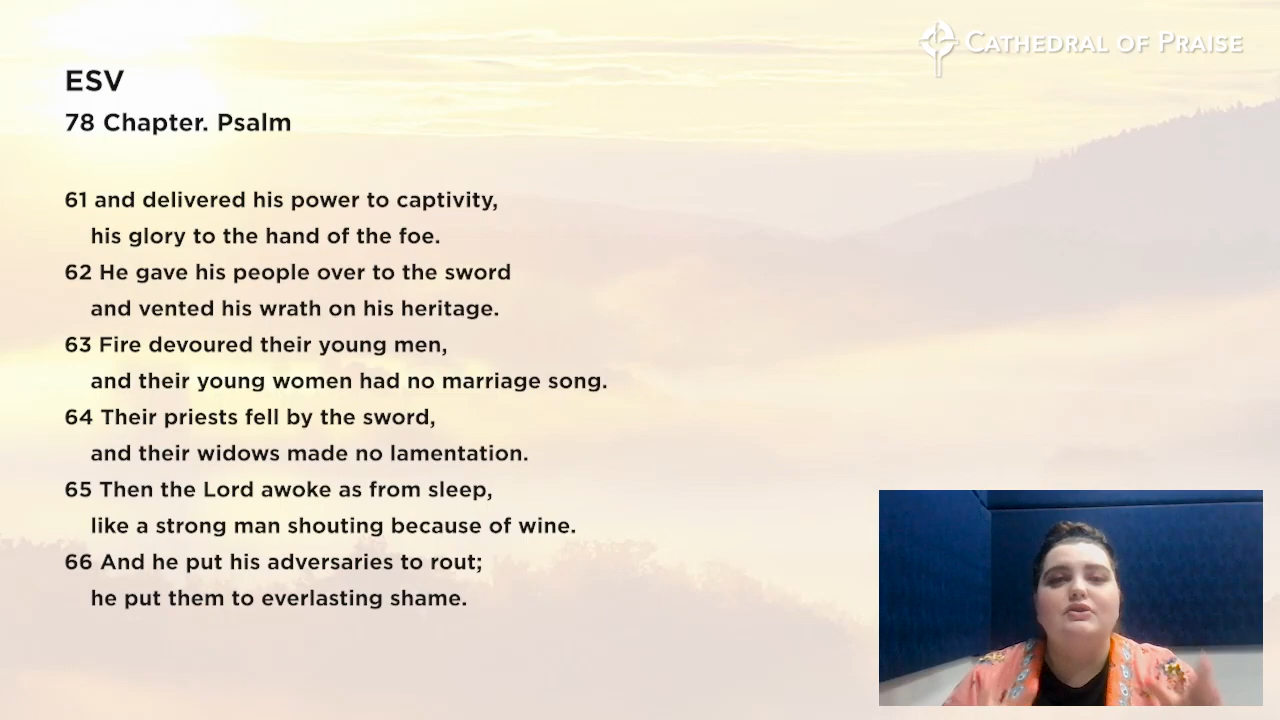 CATHEDRAL OF PRAISE
ESV
78 Chapter. Psalm
61 and delivered his power to captivity,
his glory to the hand of the foe.
62 He gave his people over to the sword
and vented his wrath on his heritage.
63 Fire devoured their young men,
and their young women had no marriage song.
64 Their priests fell by the sword,
and their widows made no lamentation.
65 Then the Lord awoke as from sleep,
like a strong man shouting because of wine.
66 And he put his adversaries to rout;
he put them to everlasting shame.